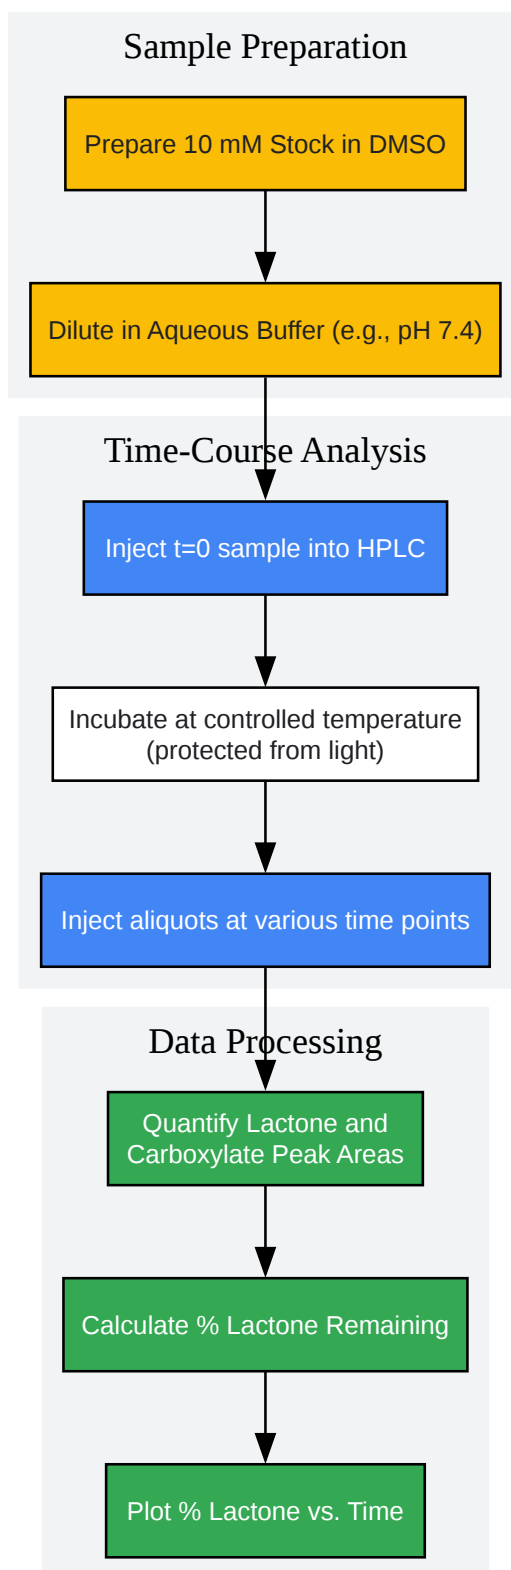 Sample Preparation
Prepare 10 mM Stock in DMSO
Dilute in Aqueous Buffer (e.g., pH 7.4)
Time-Course Analysis
Inject t=0 sample into HPLC
Incubate at controlled temperature
(protected from light)
Inject aliquots at various time points
Data Processing
Quantify Lactone and
Carboxylate Peak Areas
Calculate % Lactone Remaining
Plot % Lactone vs. Time